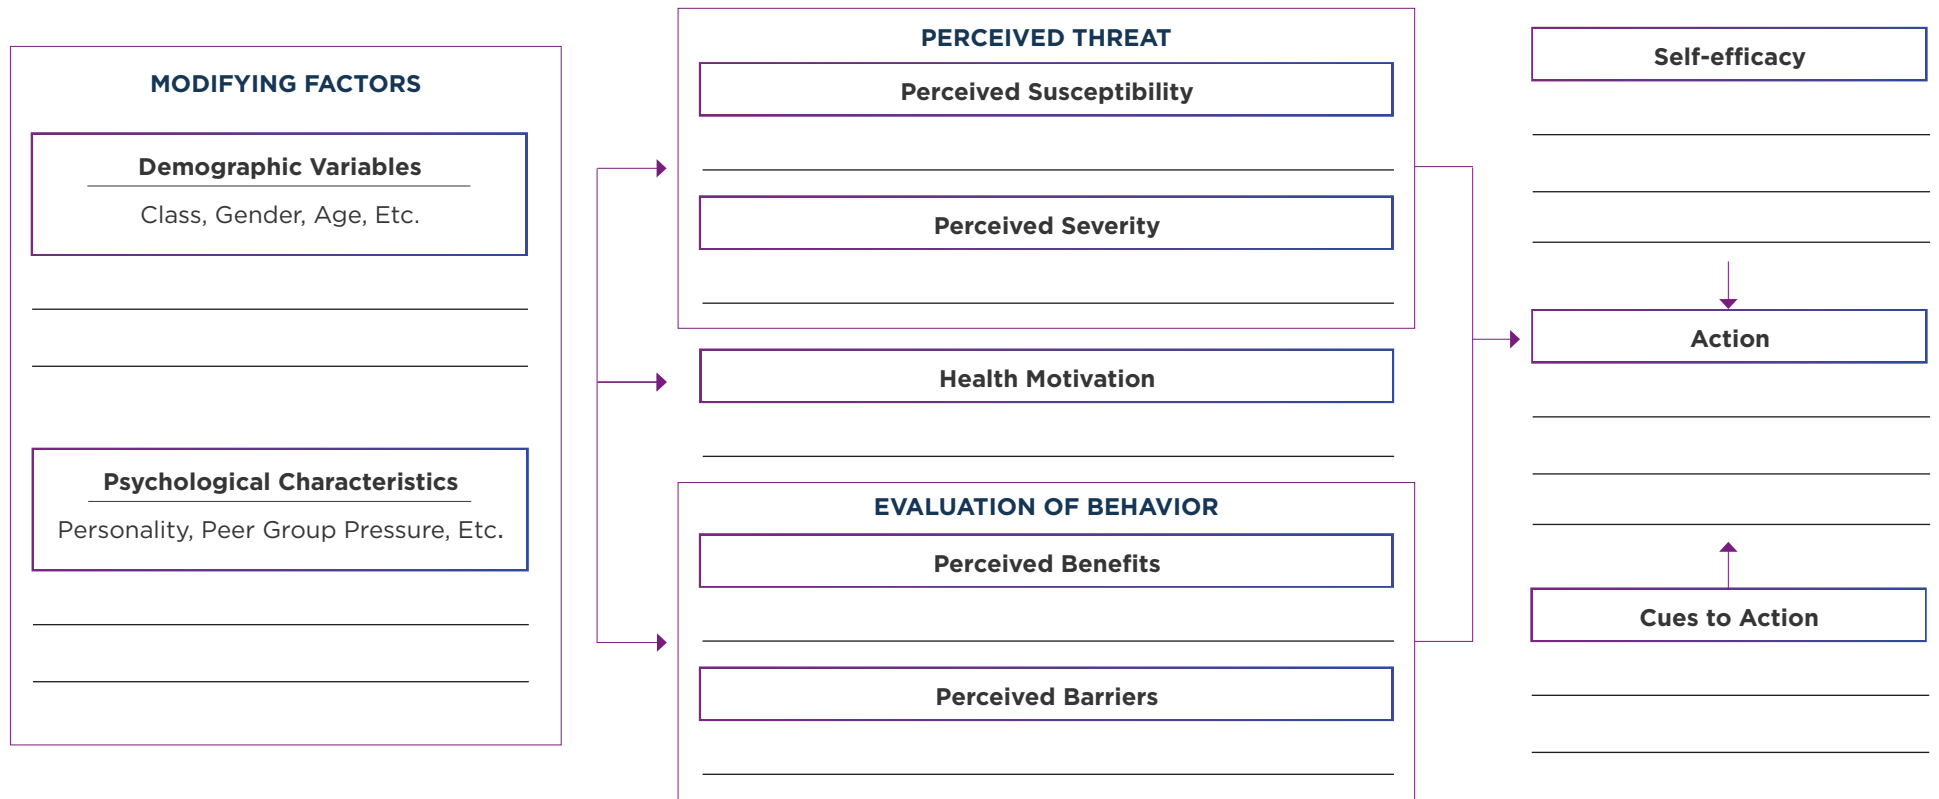 MODIFYING FACTORS
Demographic Variables
Class, Gender, Age, Etc.
Psychological Characteristics
Personality, Peer Group Pressure, Etc.
PERCEIVED THREAT
Perceived Susceptibility
Perceived Severity
Health Motivation
EVALUATION OF BEHAVIOR
Perceived Benefits
Perceived Barriers
Self-efficacy
Action
Cues to Action